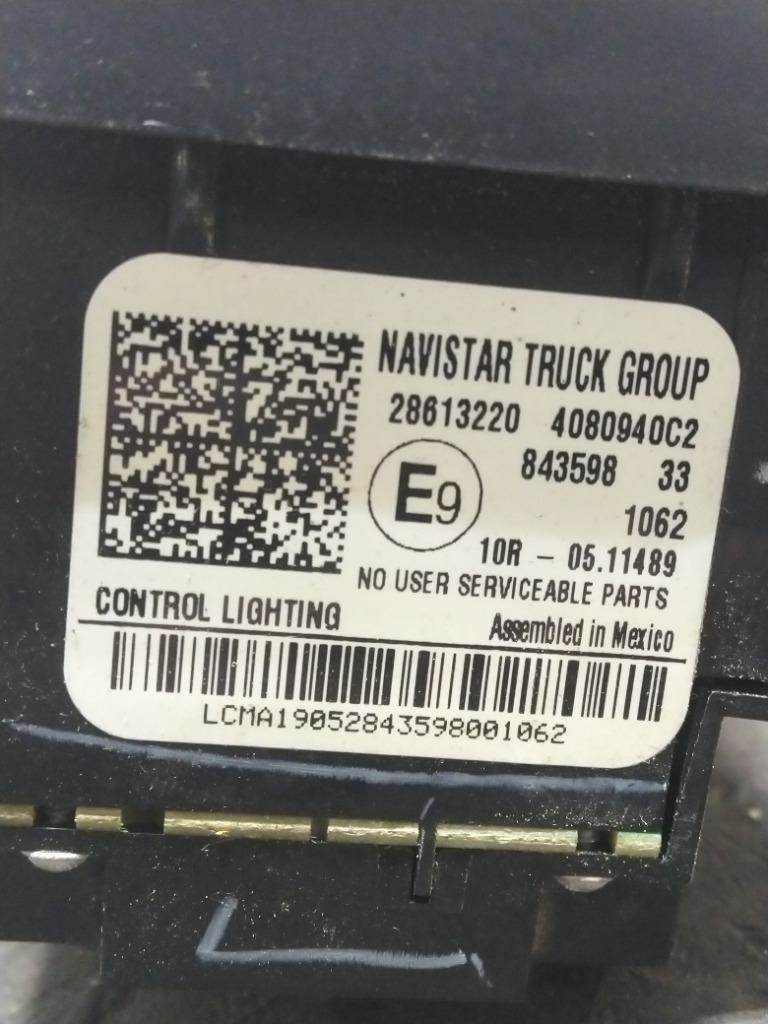 NAVISTAR TRUCK GROUP
28613220 4080940C2
843598 33
E9
1062
10R - 05.11489
NO USER SERVICEABLE PARTS
CONTROL LIGHTING
Assembled in Mexico
LCMA19052843598001062